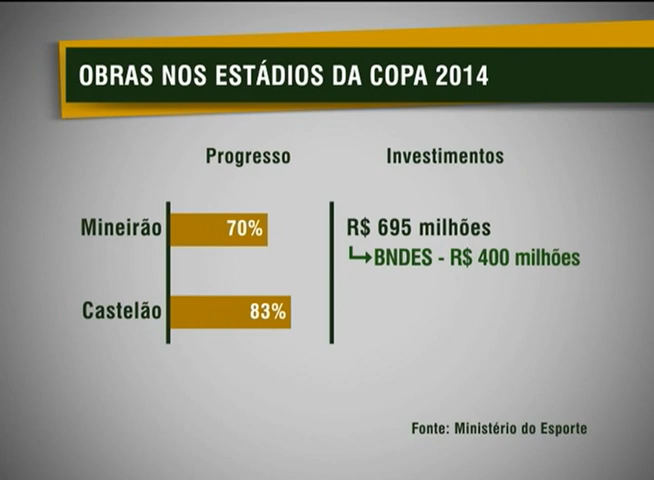 OBRAS NOS ESTÁDIOS DA COPA 2014
Progresso Investimentos
Mineirão 70% R$ 695 milhões
BNDES - R$ 400 milhões
Castelão 83%
Fonte: Ministério do Esporte